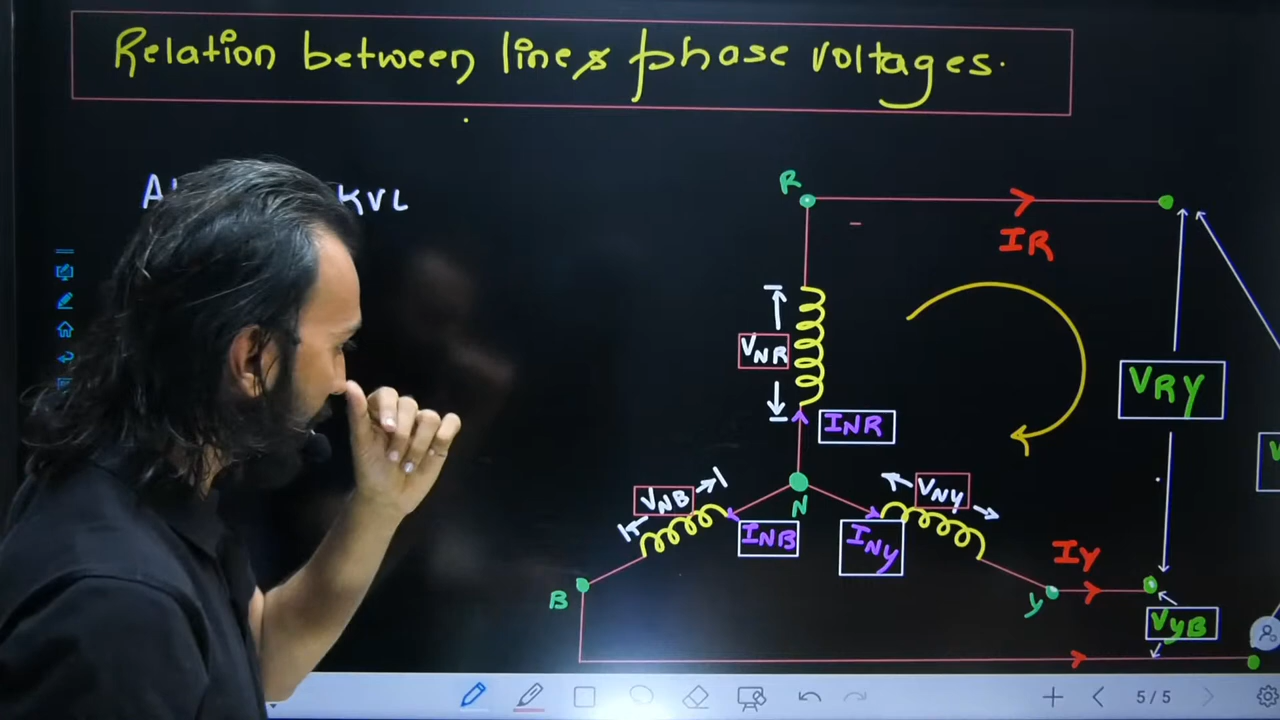 Relation between line & phase voltages.
KVL
R
IR
VNR
VRY
INR
VNB
VNY
N
INB
INY
IY
B
Y
VYB
5/5